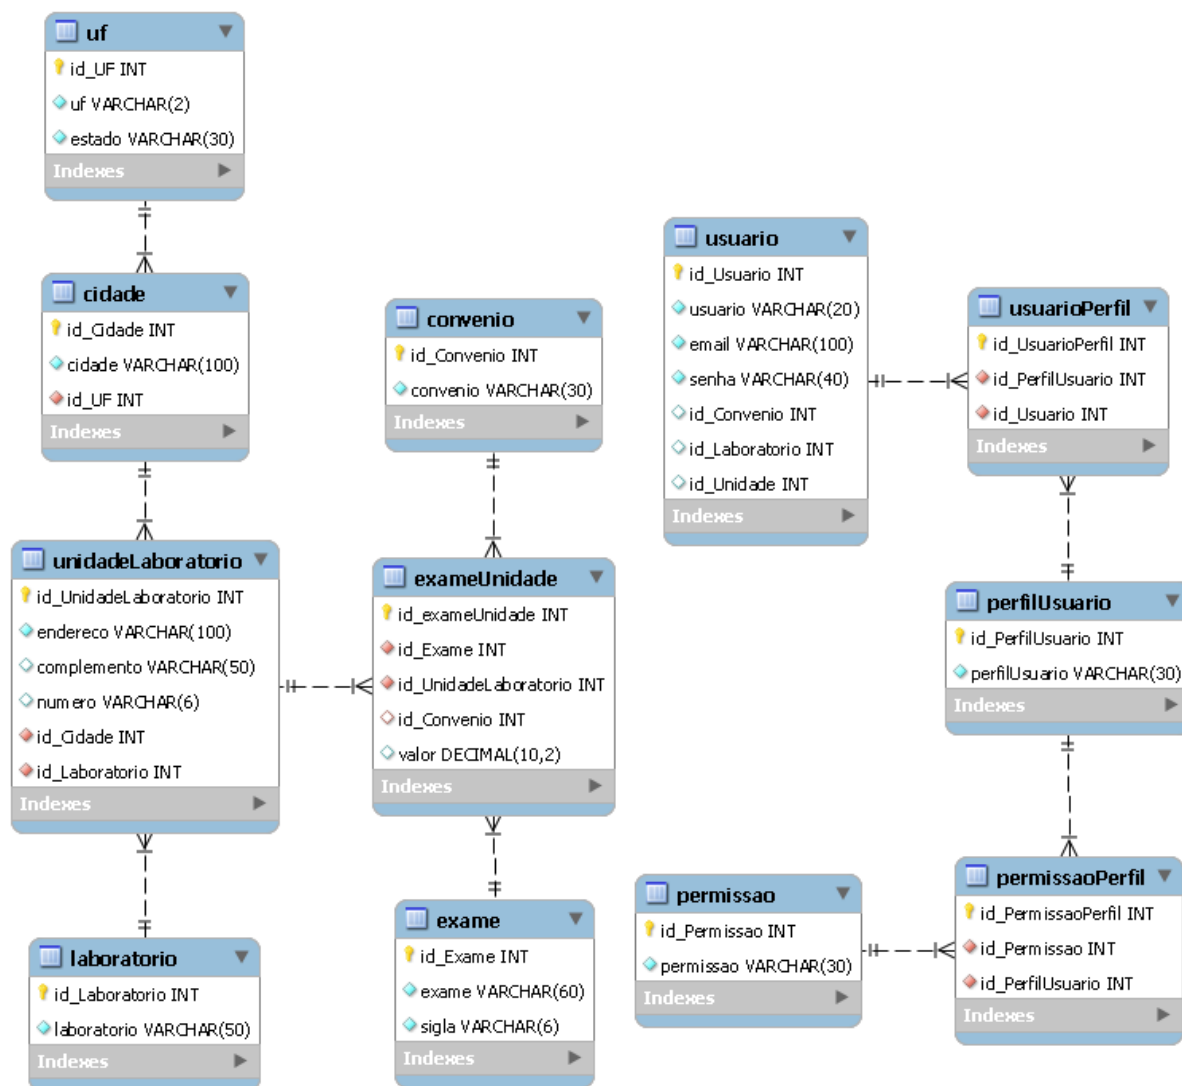 uf
id_UF INT
uf VARCHAR(2)
estado VARCHAR(30)
Indexes
cidade
id_Cidade INT
cidade VARCHAR(100)
id_UF INT
Indexes
convenio
id_Convenio INT
convenio VARCHAR(30)
Indexes
usuario
id_Usuario INT
usuario VARCHAR(20)
email VARCHAR(100)
senha VARCHAR(40)
id_Convenio INT
id_Laboratorio INT
id_Unidade INT
Indexes
usuarioPerfil
id_UsuarioPerfil INT
id_PerfilUsuario INT
id_Usuario INT
Indexes
unidadeLaboratorio
id_UnidadeLaboratorio INT
endereco VARCHAR(100)
complemento VARCHAR(50)
numero VARCHAR(6)
id_Cidade INT
id_Laboratorio INT
Indexes
exameUnidade
id_exameUnidade INT
id_Exame INT
id_UnidadeLaboratorio INT
id_Convenio INT
valor DECIMAL(10,2)
Indexes
perfilUsuario
id_PerfilUsuario INT
perfilUsuario VARCHAR(30)
Indexes
laboratorio
id_Laboratorio INT
laboratorio VARCHAR(50)
Indexes
exame
id_Exame INT
exame VARCHAR(60)
sigla VARCHAR(6)
Indexes
permissao
id_Permissao INT
permissao VARCHAR(30)
Indexes
permissaoPerfil
id_PermissaoPerfil INT
id_Permissao INT
id_PerfilUsuario INT
Indexes